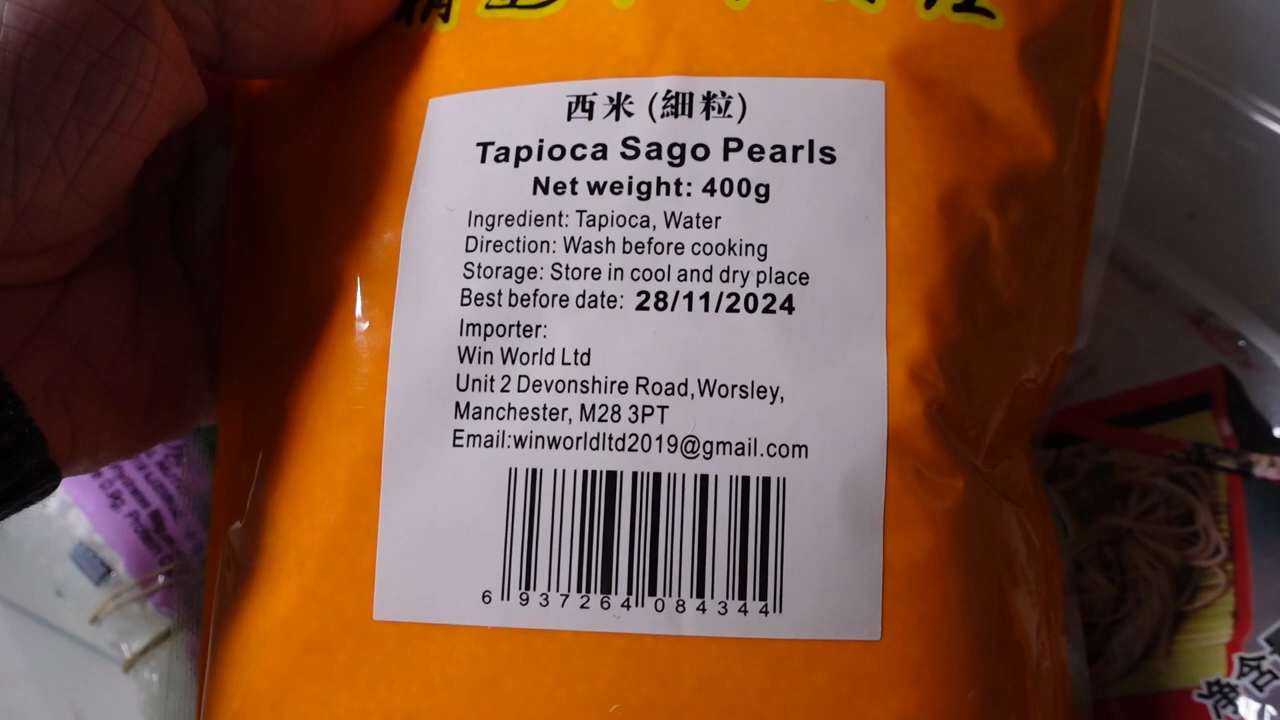 西米 (細粒)
Tapioca Sago Pearls
Net weight: 400g
Ingredient: Tapioca, Water
Direction: Wash before cooking
Storage: Store in cool and dry place
Best before date: 28/11/2024
Importer:
Win World Ltd
Unit 2 Devonshire Road,Worsley,
Manchester, M28 3PT
Email:winworldltd2019@gmail.com
6 937264 084344